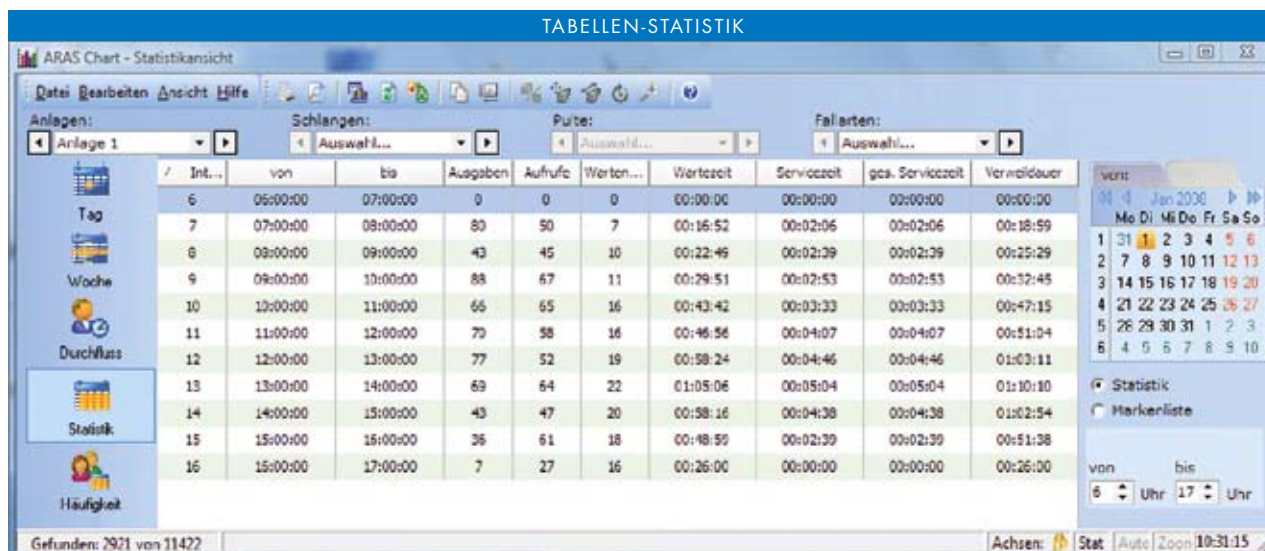 TABELLEN-STATISTIK
ARAS Chart - Statistikansicht
Datei Bearbeiten Ansicht Hilfe
Anlagen: Schlangen: Pulte: Fallarten:
Anlage 1 Auswahl... Auswahl... Auswahl...
/ Int... von bis Ausgaben Aufrufe Warten... Wartezeit Servicezeit ges. Servicezeit Verweildauer
6 06:00:00 07:00:00 0 0 0 00:00:00 00:00:00 00:00:00 00:00:00
7 07:00:00 08:00:00 80 50 7 00:16:52 00:02:06 00:02:06 00:18:59
8 08:00:00 09:00:00 43 45 10 00:22:49 00:02:39 00:02:39 00:25:29
9 09:00:00 10:00:00 88 67 11 00:29:51 00:02:53 00:02:53 00:32:45
10 10:00:00 11:00:00 66 65 16 00:43:42 00:03:33 00:03:33 00:47:15
11 11:00:00 12:00:00 70 58 16 00:46:56 00:04:07 00:04:07 00:51:04
12 12:00:00 13:00:00 77 52 19 00:58:24 00:04:46 00:04:46 01:03:11
13 13:00:00 14:00:00 69 64 22 01:05:06 00:05:04 00:05:04 01:10:10
14 14:00:00 15:00:00 43 47 20 00:58:16 00:04:38 00:04:38 01:02:54
15 15:00:00 16:00:00 36 61 18 00:48:59 00:02:39 00:02:39 00:51:38
16 16:00:00 17:00:00 7 27 16 00:26:00 00:00:00 00:00:00 00:26:00
Tag
Woche
Durchfluss
Statistik
Häufigkeit
Jan 2008
Mo Di Mi Do Fr Sa So
1 31 1 2 3 4 5 6
2 7 8 9 10 11 12 13
3 14 15 16 17 18 19 20
4 21 22 23 24 25 26 27
5 28 29 30 31 1 2 3
6 4 5 6 7 8 9 10
Statistik
Markenliste
von bis
6 Uhr 17 Uhr
Gefunden: 2921 von 11422
Achsen: Stat Auto Zoom 10:31:15